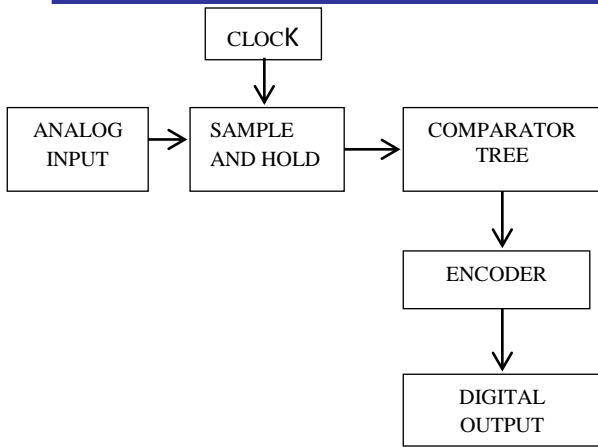 CLOCK
ANALOG
INPUT
SAMPLE
AND HOLD
COMPARATOR
TREE
ENCODER
DIGITAL
OUTPUT